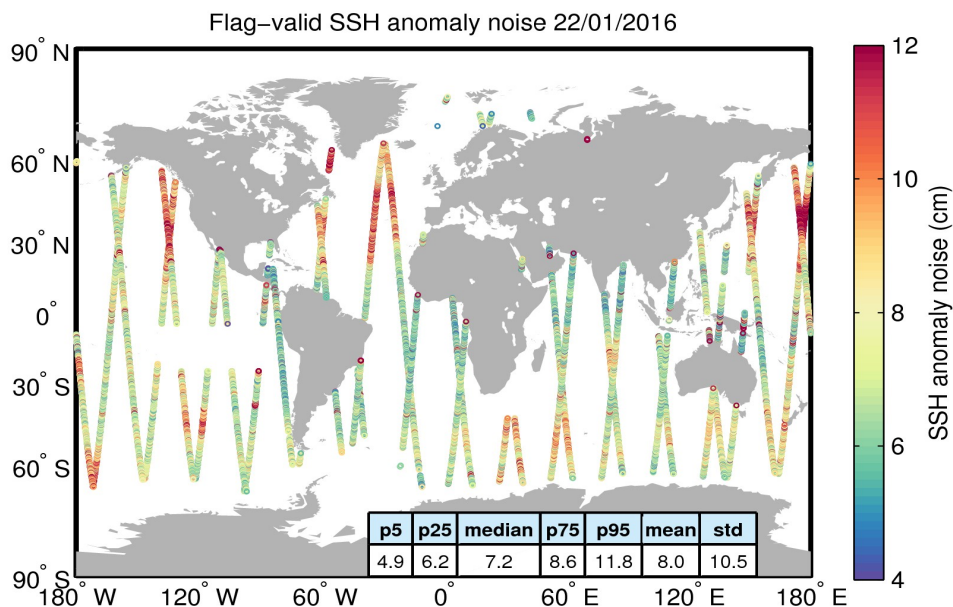 Flag−valid SSH anomaly noise 22/01/2016
90° N
60° N
30° N
0°
30° S
60° S
90° S
180° W 120° W 60° W 0° 60° E 120° E 180° E
p5 p25 median p75 p95 mean std
4.9 6.2 7.2 8.6 11.8 8.0 10.5
12
10
8
6
4
SSH anomaly noise (cm)